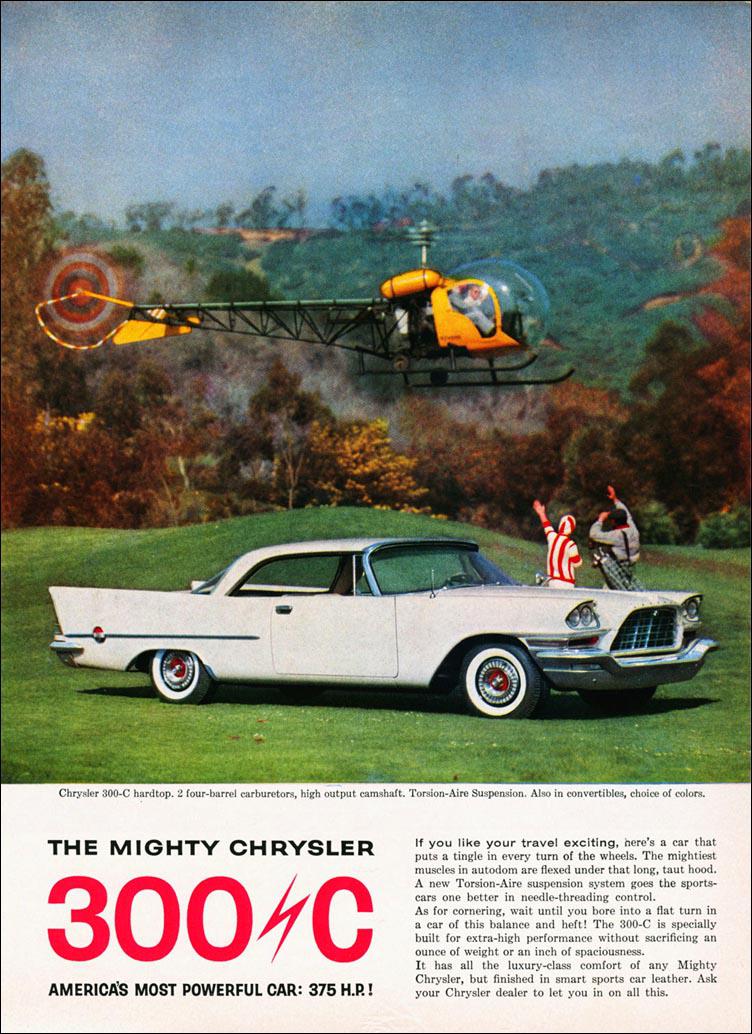 Chrysler 300-C hardtop. 2 four-barrel carburetors, high output camshaft. Torsion-Aire Suspension. Also in convertibles, choice of colors.
THE MIGHTY CHRYSLER
300 C
AMERICA'S MOST POWERFUL CAR: 375 H.P.!
If you like your travel exciting, here's a car that
puts a tingle in every turn of the wheels. The mightiest
muscles in autodom are flexed under that long, taut hood.
A new Torsion-Aire suspension system goes the sports-
cars one better in needle-threading control.
As for cornering, wait until you bore into a flat turn in
a car of this balance and heft! The 300-C is specially
built for extra-high performance without sacrificing an
ounce of weight or an inch of spaciousness.
It has all the luxury-class comfort of any Mighty
Chrysler, but finished in smart sports car leather. Ask
your Chrysler dealer to let you in on all this.